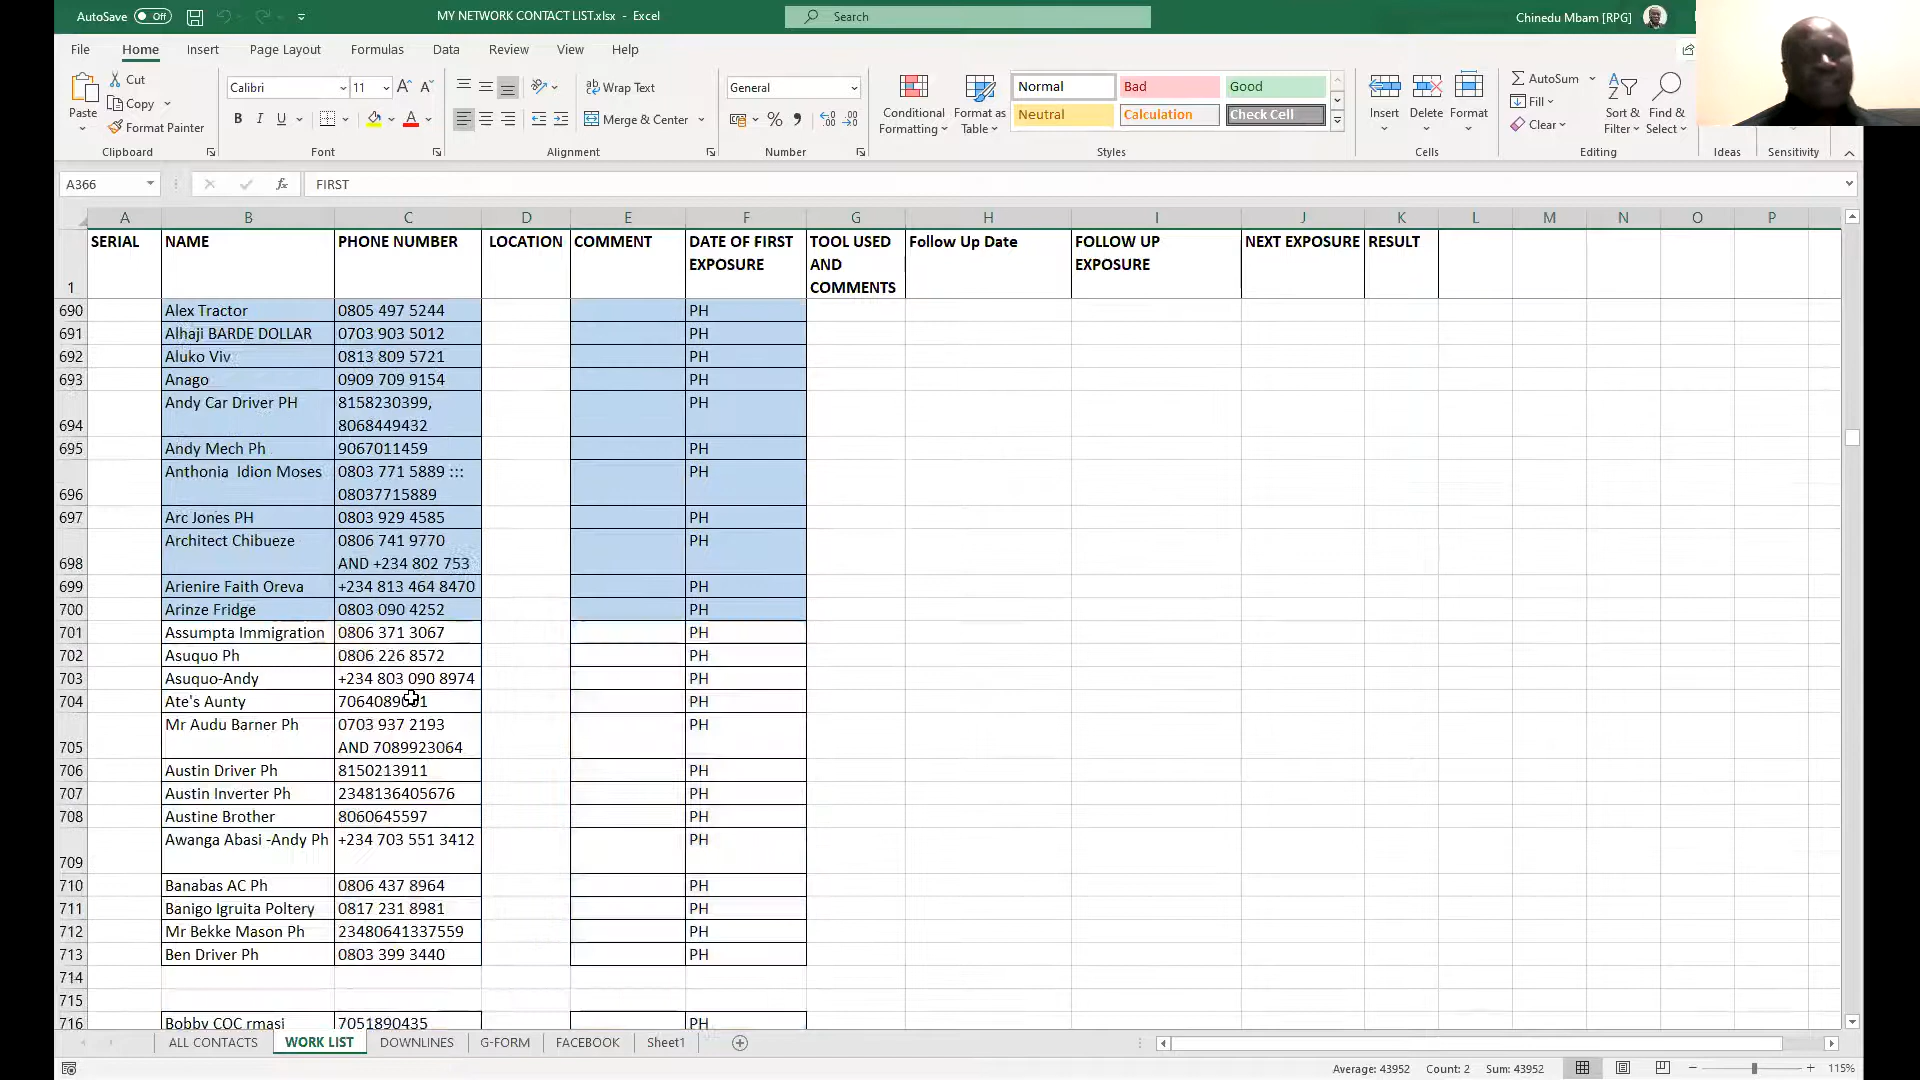 AutoSave Off MY NETWORK CONTACT LIST.xlsx - Excel Search Chinedu Mbam [RPG]
File Home Insert Page Layout Formulas Data Review View Help
Paste Cut Copy Format Painter Clipboard
Calibri 11 B I U A Font
Wrap Text Merge & Center Alignment
General % Number
Conditional Formatting Format as Table Normal Bad Good Neutral Calculation Check Cell Styles
Insert Delete Format Cells
AutoSum Fill Clear Sort & Filter Find & Select Editing
Ideas Sensitivity
A366 fx FIRST
A B C D E F G H I J K L M N O P
1 SERIAL NAME PHONE NUMBER LOCATION COMMENT DATE OF FIRST EXPOSURE TOOL USED AND COMMENTS Follow Up Date FOLLOW UP EXPOSURE NEXT EXPOSURE RESULT
690 Alex Tractor 0805 497 5244 PH
691 Alhaji BARDE DOLLAR 0703 903 5012 PH
692 Aluko Viv 0813 809 5721 PH
693 Anago 0909 709 9154 PH
694 Andy Car Driver PH 8158230399, 8068449432 PH
695 Andy Mech Ph 9067011459 PH
696 Anthonia  Idion Moses 0803 771 5889 ::: 08037715889 PH
697 Arc Jones PH 0803 929 4585 PH
698 Architect Chibueze 0806 741 9770 AND +234 802 753 PH
699 Arienire Faith Oreva +234 813 464 8470 PH
700 Arinze Fridge 0803 090 4252 PH
701 Assumpta Immigration 0806 371 3067 PH
702 Asuquo Ph 0806 226 8572 PH
703 Asuquo-Andy +234 803 090 8974 PH
704 Ate's Aunty PH
705 Mr Audu Barner Ph 0703 937 2193 AND 7089923064 PH
706 Austin Driver Ph 8150213911 PH
707 Austin Inverter Ph 2348136405676 PH
708 Austine Brother 8060645597 PH
709 Awanga Abasi -Andy Ph +234 703 551 3412 PH
710 Banabas AC Ph 0806 437 8964 PH
711 Banigo Igruita Poltery 0817 231 8981 PH
712 Mr Bekke Mason Ph 23480641337559 PH
713 Ben Driver Ph 0803 399 3440 PH
714
715
716 Bobby COC rmasi 7051890435 PH
ALL CONTACTS WORK LIST DOWNLINES G-FORM FACEBOOK Sheet1
Average: 43952 Count: 2 Sum: 43952 115%